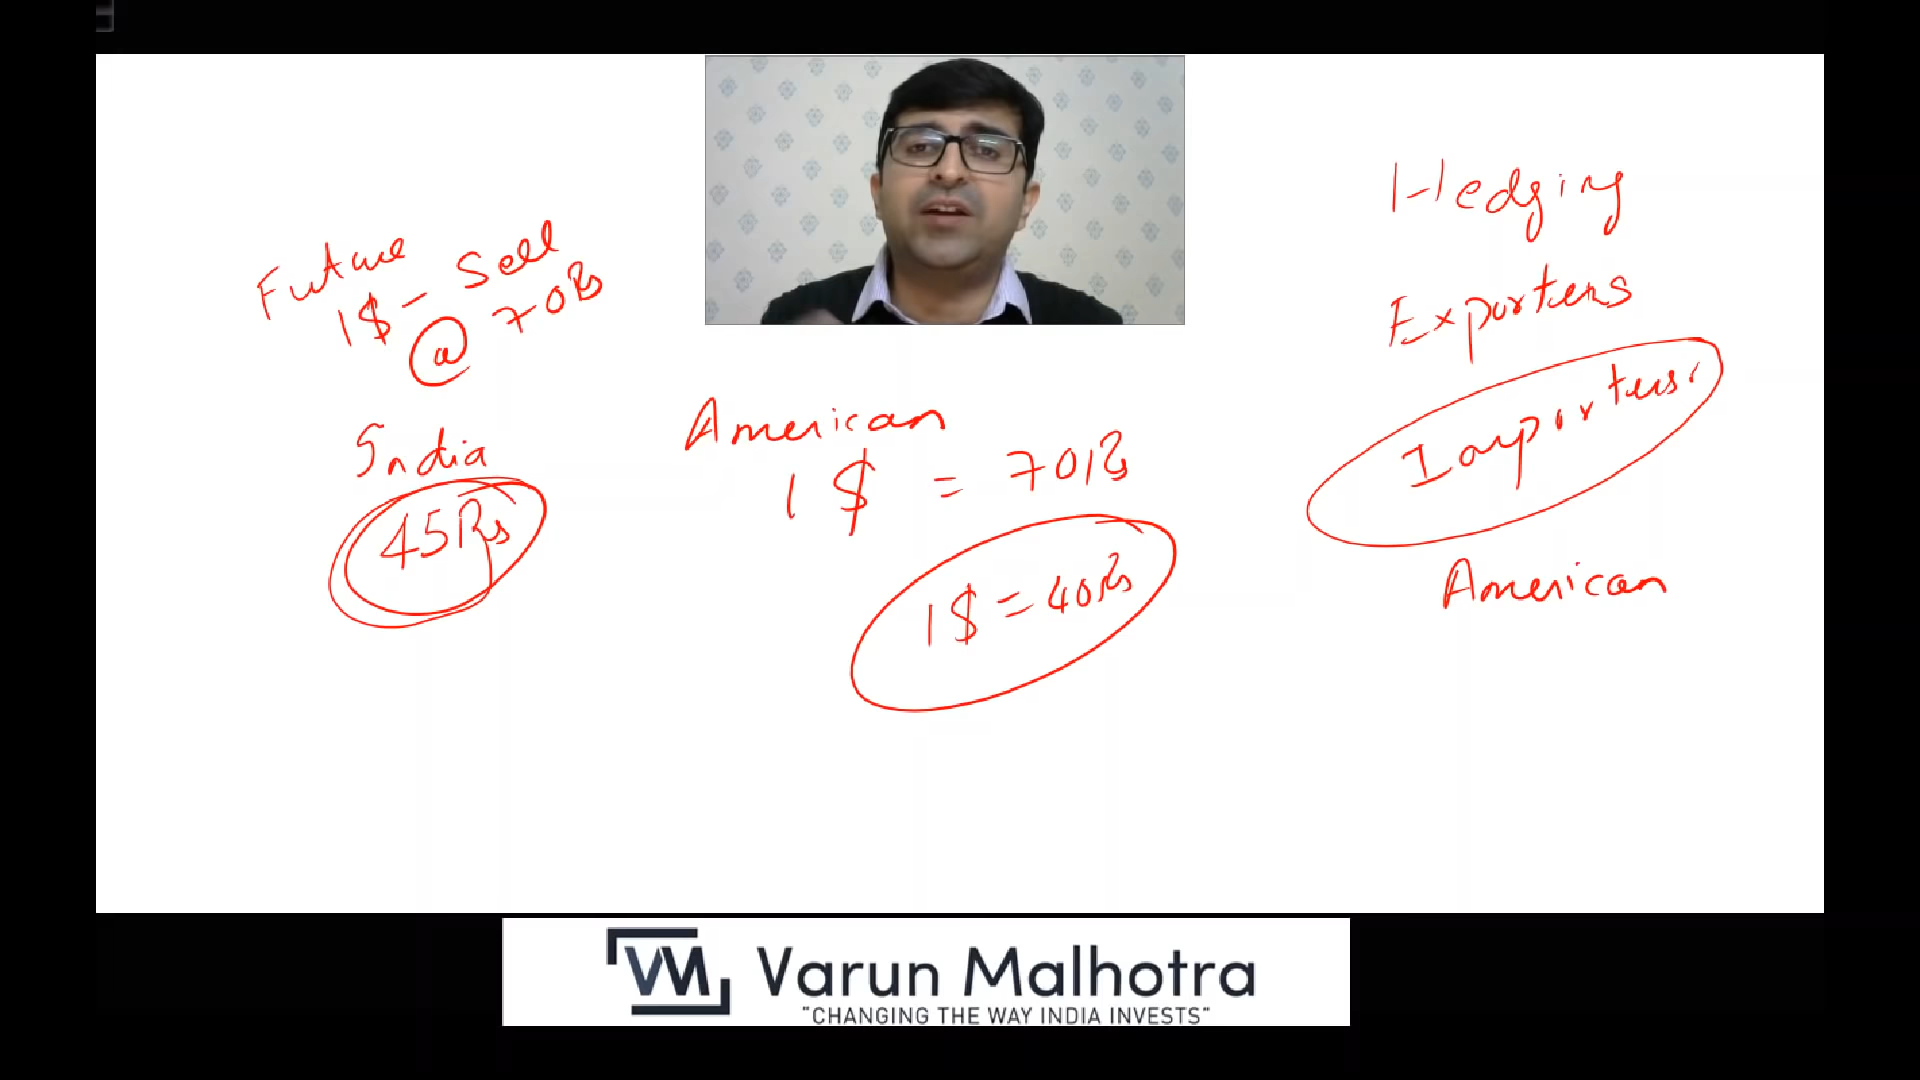 Future
1$ - Sell
@ 70Rs
India
45Rs
American
1 $ = 70Rs
1$ = 40Rs
Hedging
Exporters
Importers.
American
VM Varun Malhotra
"CHANGING THE WAY INDIA INVESTS"